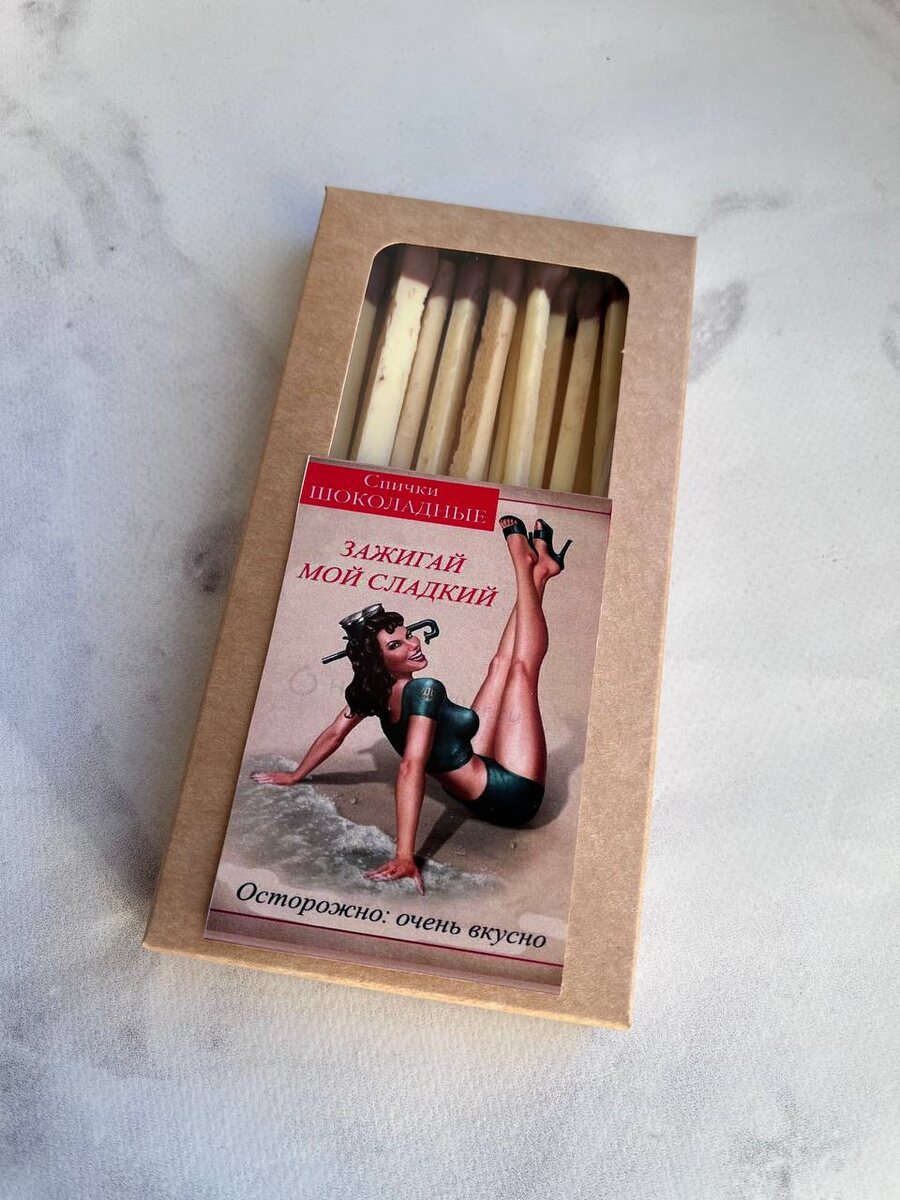 Спички
ШОКОЛАДНЫЕ
ЗАЖИГАЙ
МОЙ СЛАДКИЙ
Осторожно: очень вкусно